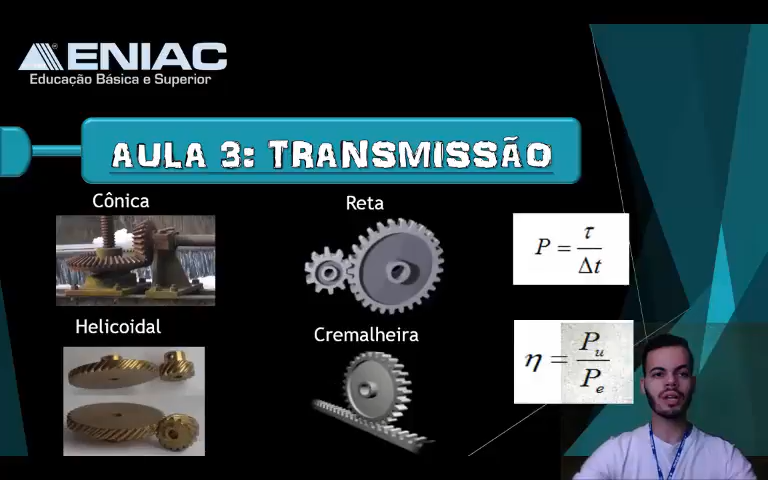 ENIAC
Educação Básica e Superior
AULA 3: TRANSMISSÃO
Cônica
Reta
P = τ / Δt
Helicoidal
Cremalheira
η = Pu / Pe